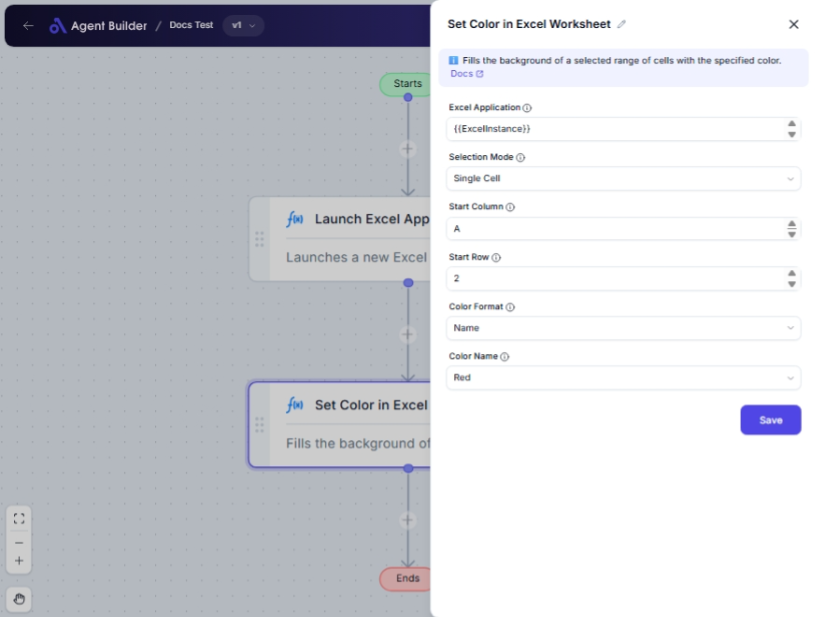 Agent Builder / Docs Test v1
Starts
Launch Excel App
Launches a new Excel
Set Color in Excel
Fills the background of
Ends
Set Color in Excel Worksheet
Fills the background of a selected range of cells with the specified color.
Docs
Excel Application
{{ExcelInstance}}
Selection Mode
Single Cell
Start Column
A
Start Row
2
Color Format
Name
Color Name
Red
Save